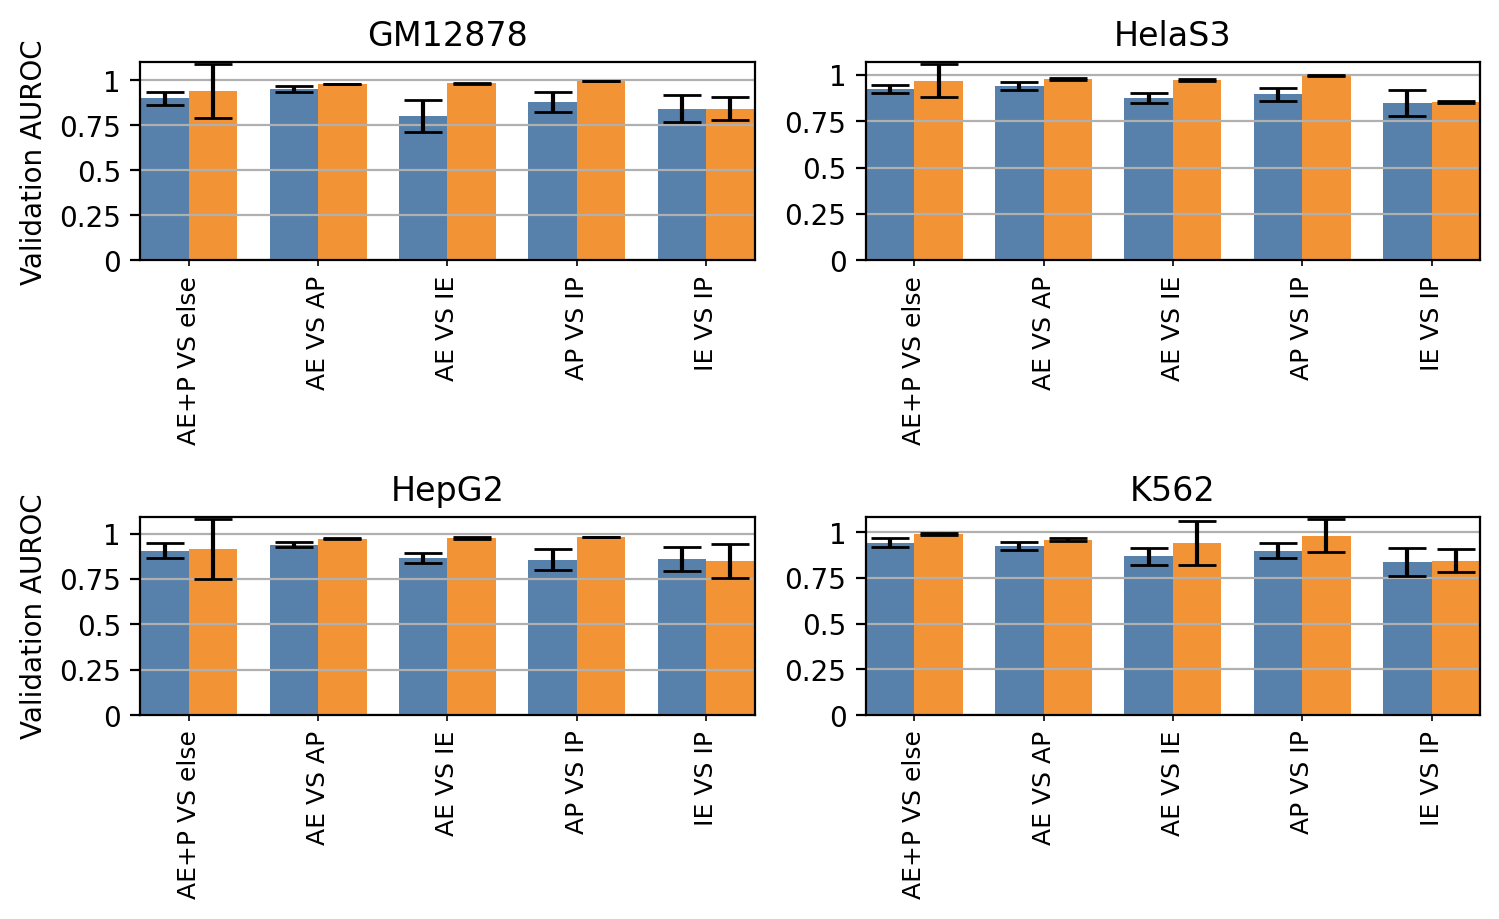 GM12878
Validation AUROC
1
0.75
0.5
0.25
0
AE+P VS else
AE VS AP
AE VS IE
AP VS IP
IE VS IP
HelaS3
1
0.75
0.5
0.25
0
AE+P VS else
AE VS AP
AE VS IE
AP VS IP
IE VS IP
HepG2
Validation AUROC
1
0.75
0.5
0.25
0
AE+P VS else
AE VS AP
AE VS IE
AP VS IP
IE VS IP
K562
1
0.75
0.5
0.25
0
AE+P VS else
AE VS AP
AE VS IE
AP VS IP
IE VS IP